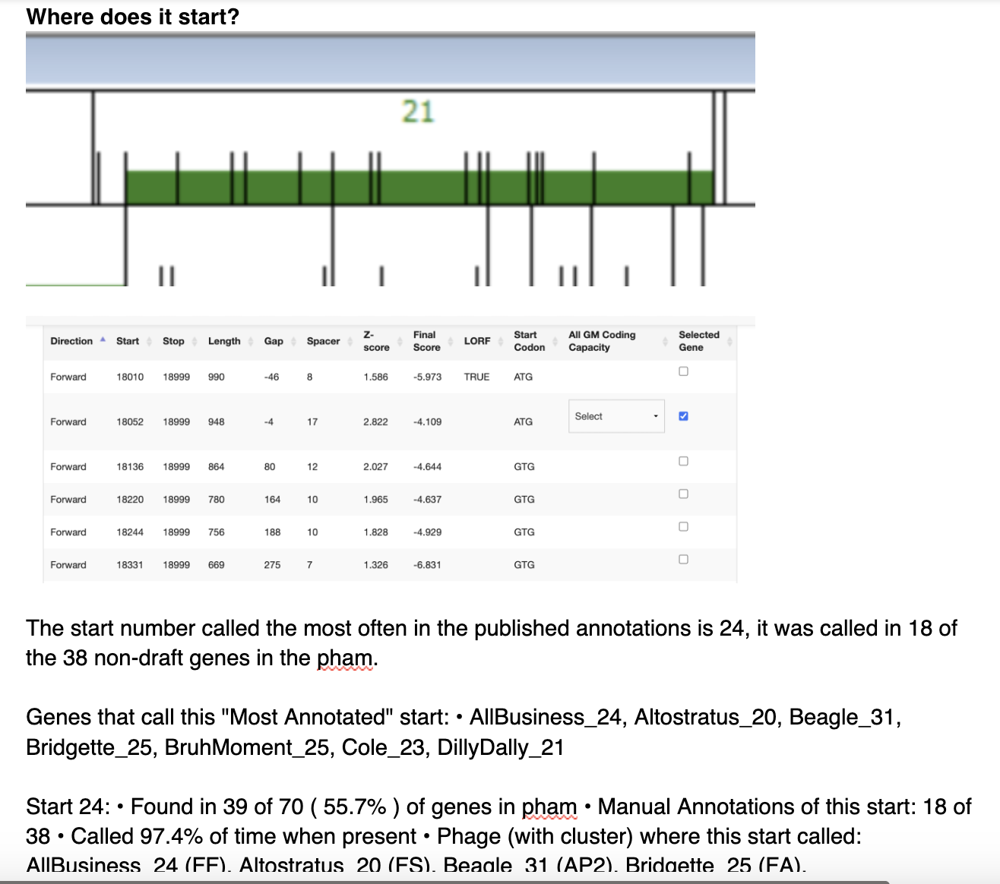 Where does it start?
21
Direction Start Stop Length Gap Spacer Z-score Final Score LORF Start Codon All GM Coding Capacity Selected Gene
Forward 18010 18999 990 -46 8 1.586 -5.973 TRUE ATG
Forward 18052 18999 948 -4 17 2.822 -4.109 ATG Select
Forward 18136 18999 864 80 12 2.027 -4.644 GTG
Forward 18220 18999 780 164 10 1.965 -4.637 GTG
Forward 18244 18999 756 188 10 1.828 -4.929 GTG
Forward 18331 18999 669 275 7 1.326 -6.831 GTG
The start number called the most often in the published annotations is 24, it was called in 18 of
the 38 non-draft genes in the pham.
Genes that call this "Most Annotated" start: • AllBusiness_24, Altostratus_20, Beagle_31,
Bridgette_25, BruhMoment_25, Cole_23, DillyDally_21
Start 24: • Found in 39 of 70 ( 55.7% ) of genes in pham • Manual Annotations of this start: 18 of
38 • Called 97.4% of time when present • Phage (with cluster) where this start called:
AllBusiness_24 (FF), Altostratus_20 (FS), Beagle_31 (AP2), Bridgette_25 (FA),